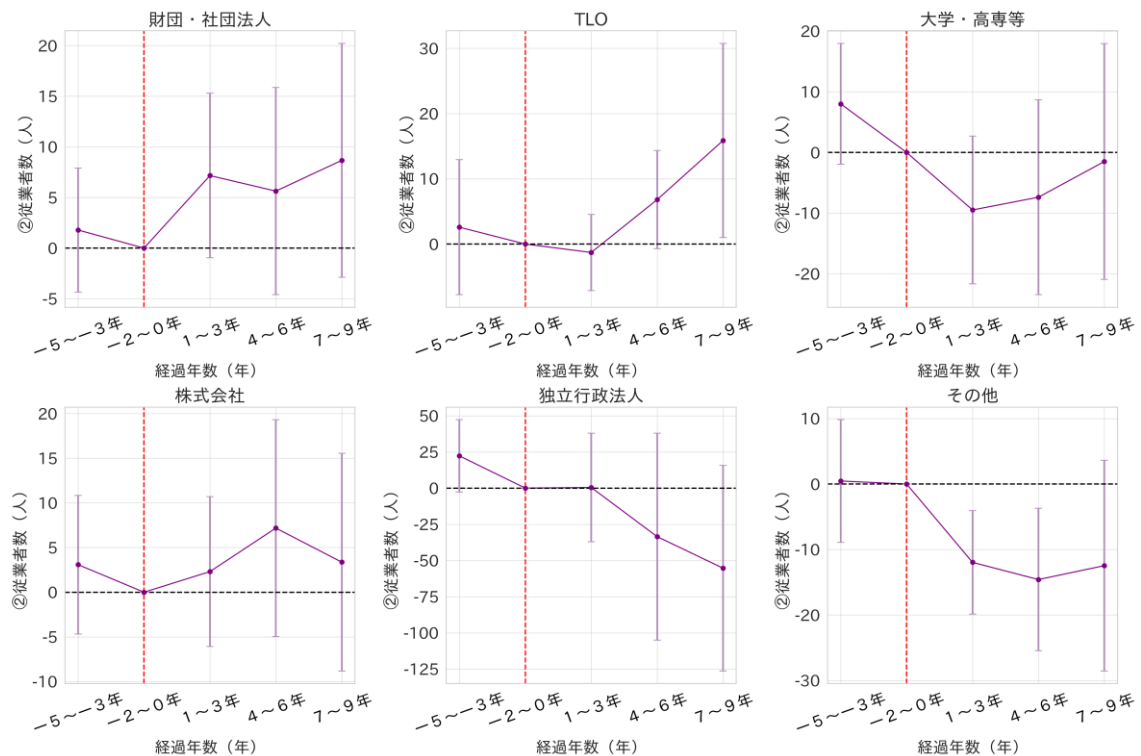 財団・社団法人
20
15
10
5
0
-5
②従業者数（人）
－5～－3年
－2～0年
1～3年
4～6年
7～9年
経過年数（年）
TLO
30
20
10
0
②従業者数（人）
－5～－3年
－2～0年
1～3年
4～6年
7～9年
経過年数（年）
大学・高専等
20
10
0
-10
-20
②従業者数（人）
－5～－3年
－2～0年
1～3年
4～6年
7～9年
経過年数（年）
株式会社
20
15
10
5
0
-5
-10
②従業者数（人）
－5～－3年
－2～0年
1～3年
4～6年
7～9年
経過年数（年）
独立行政法人
50
25
0
-25
-50
-75
-100
-125
②従業者数（人）
－5～－3年
－2～0年
1～3年
4～6年
7～9年
経過年数（年）
その他
10
0
-10
-20
-30
②従業者数（人）
－5～－3年
－2～0年
1～3年
4～6年
7～9年
経過年数（年）